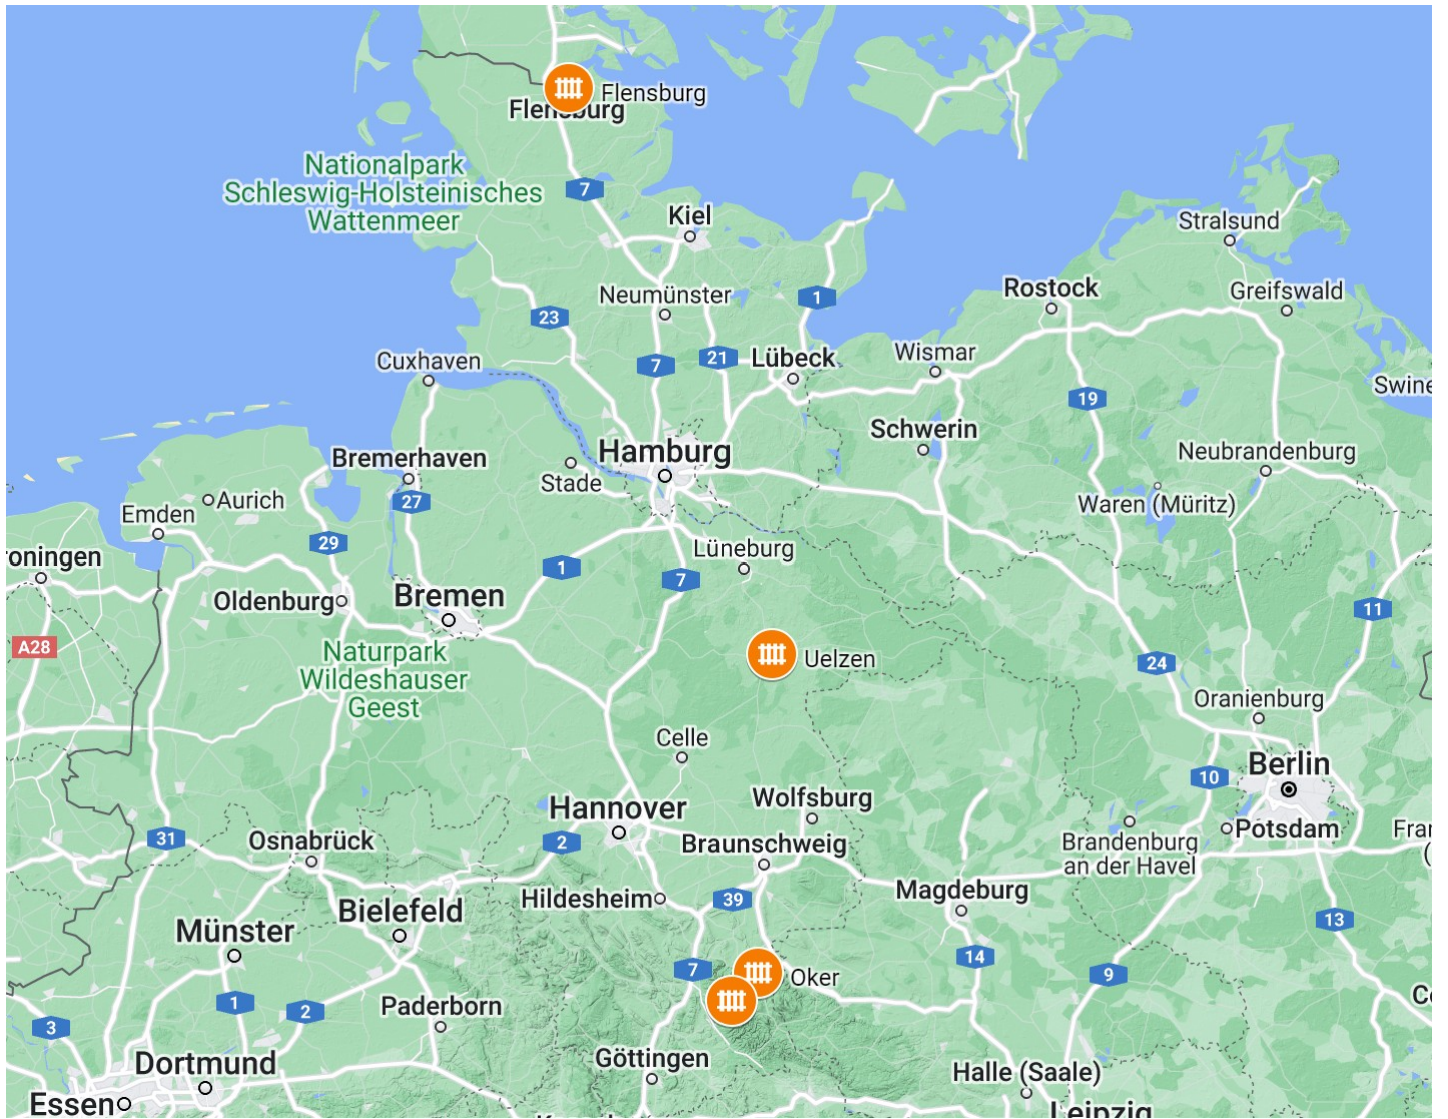 Flensburg
Flensburg
Nationalpark
Schleswig-Holsteinisches
Wattenmeer
7
Kiel
Stralsund
Neumünster
1
Rostock
Greifswald
23
Cuxhaven
7
21
Lübeck
Wismar
Swine
19
Schwerin
Hamburg
Bremerhaven
Neubrandenburg
Stade
Aurich
27
Waren (Müritz)
Emden
29
Lüneburg
roningen
1
7
Oldenburg
Bremen
11
A28
Naturpark
Wildeshauser
Geest
Uelzen
24
Oranienburg
Celle
Berlin
10
Hannover
Wolfsburg
31
Osnabrück
2
Braunschweig
Brandenburg
an der Havel
Potsdam
Fran
(
Hildesheim
39
Magdeburg
Bielefeld
13
Münster
7
14
9
Oker
1
2
Paderborn
Co
3
Dortmund
Göttingen
Halle (Saale)
Essen
Leipzig